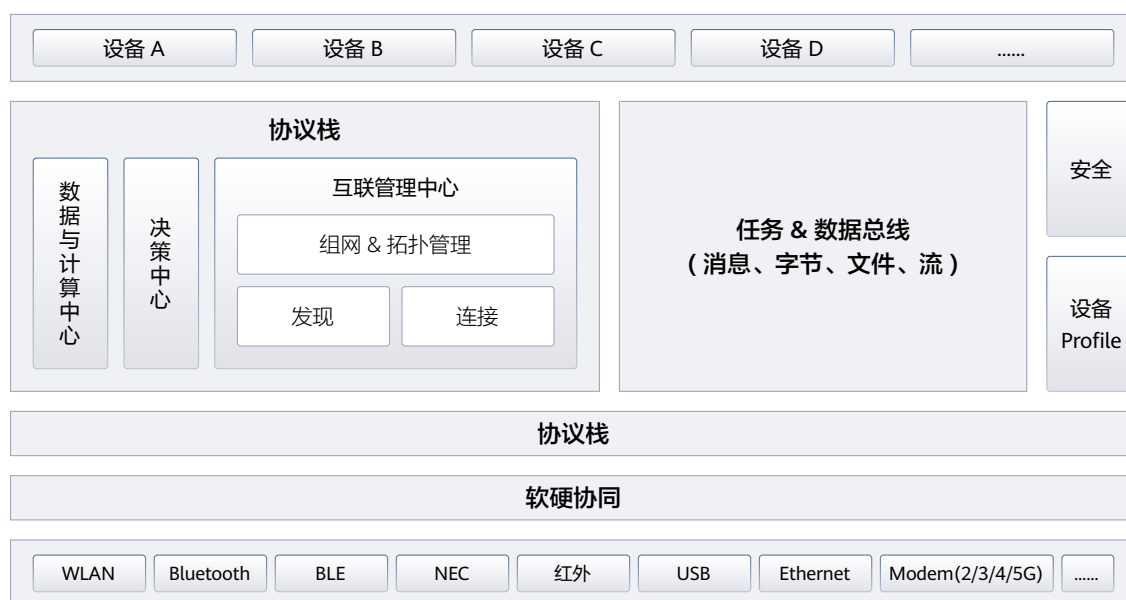 设备 A
设备 B
设备 C
设备 D
......
协议栈
数据与计算中心
决策中心
互联管理中心
组网 & 拓扑管理
发现
连接
任务 & 数据总线
( 消息、字节、文件、流 )
安全
设备
Profile
协议栈
软硬协同
WLAN
Bluetooth
BLE
NEC
红外
USB
Ethernet
Modem(2/3/4/5G)
......